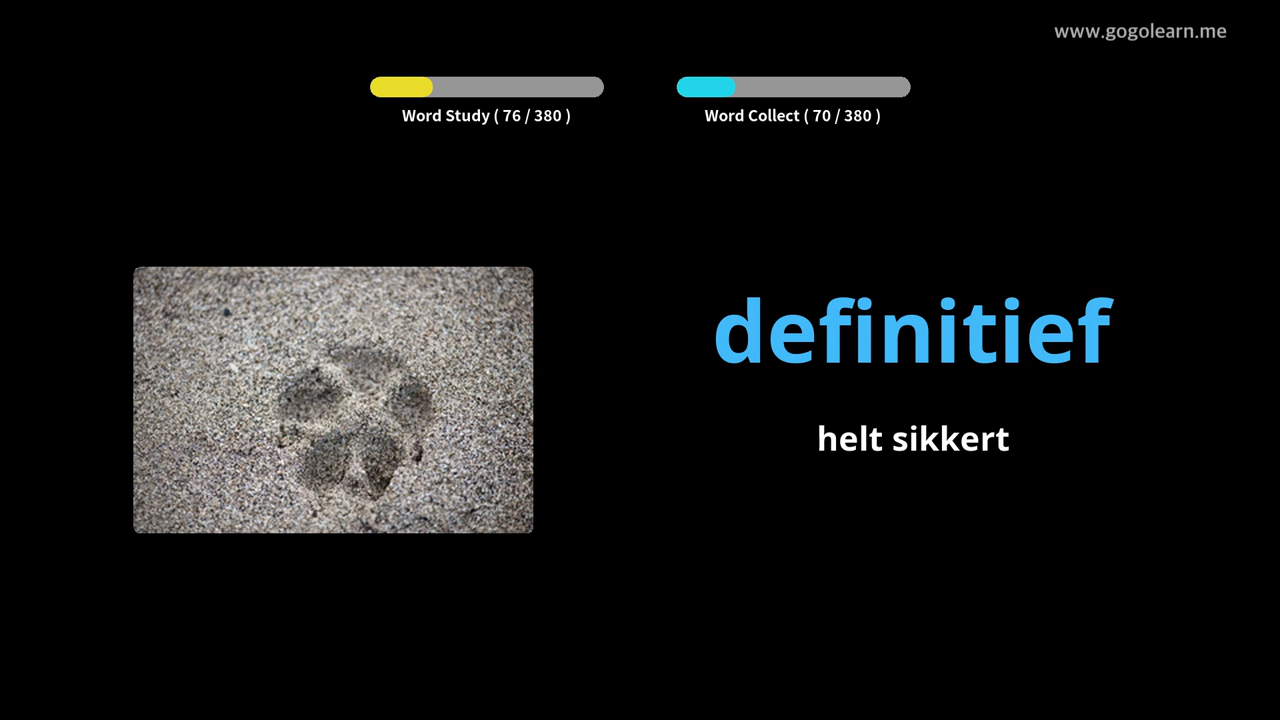 www.gogolearn.me
Word Study ( 76 / 380 )
Word Collect ( 70 / 380 )
definitief
helt sikkert